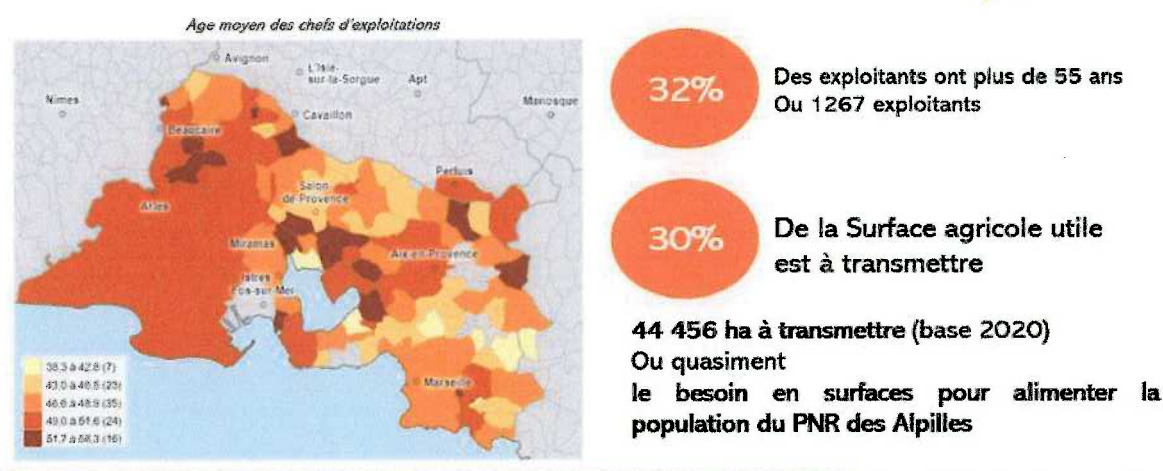 Age moyen des chefs d'exploitations
Avignon
L'Isle-
sur-la-Sorgue
Apt
Nimes
Manosque
Cavaillon
Beaucaire
Pertuis
Salon
de-Provence
Arles
Miramas
Aix-en-Provence
Istres
Fos-sur-Mer
Marseille
38,3 à 42,8 (7)
43,0 à 46,5 (23)
46,6 à 48,9 (35)
49,0 à 51,6 (24)
51,7 à 58,3 (16)
32%
Des exploitants ont plus de 55 ans
Ou 1267 exploitants
30%
De la Surface agricole utile
est à transmettre
44 456 ha à transmettre (base 2020)
Ou quasiment
le besoin en surfaces pour alimenter la
population du PNR des Alpilles